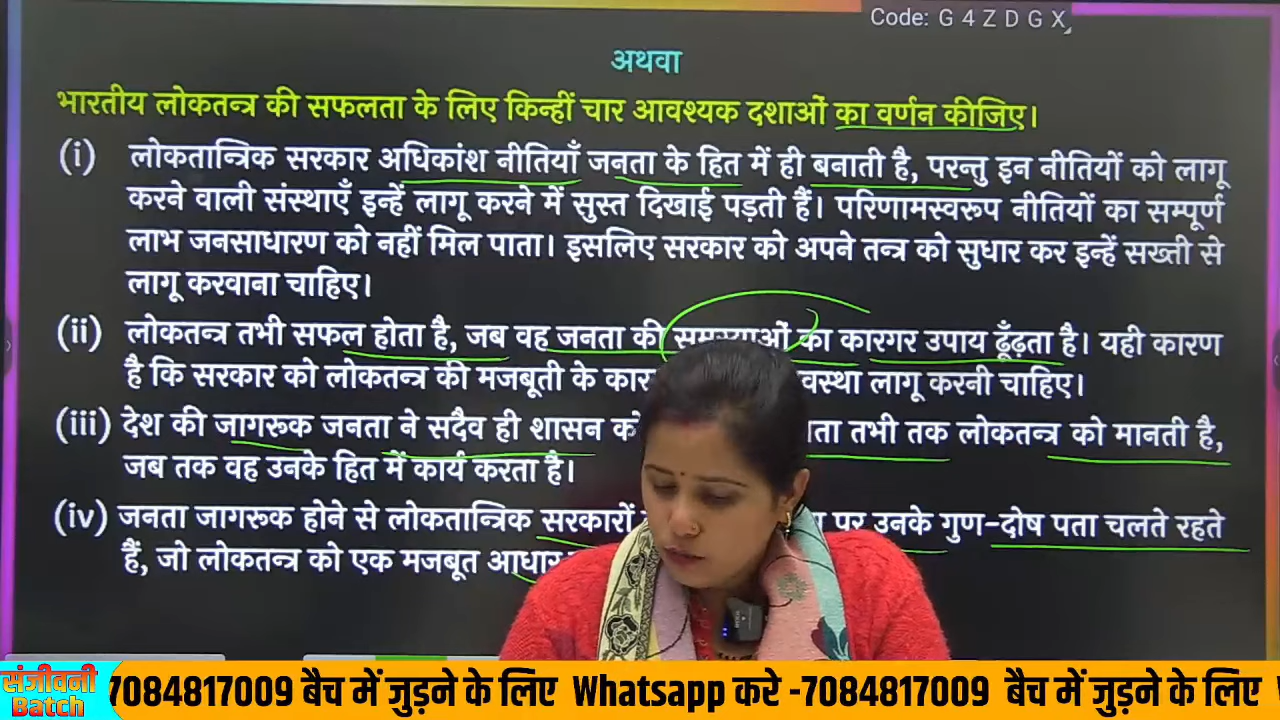 Code: G 4 Z D G X
अथवा
भारतीय लोकतन्त्र की सफलता के लिए किन्हीं चार आवश्यक दशाओं का वर्णन कीजिए।
(i) लोकतान्त्रिक सरकार अधिकांश नीतियाँ जनता के हित में ही बनाती है, परन्तु इन नीतियों को लागू
करने वाली संस्थाएँ इन्हें लागू करने में सुस्त दिखाई पड़ती हैं। परिणामस्वरूप नीतियों का सम्पूर्ण
लाभ जनसाधारण को नहीं मिल पाता। इसलिए सरकार को अपने तन्त्र को सुधार कर इन्हें सख्ती से
लागू करवाना चाहिए।
(ii) लोकतन्त्र तभी सफल होता है, जब वह जनता की समस्याओं का कारगर उपाय ढूँढ़ता है। यही कारण
है कि सरकार को लोकतन्त्र की मजबूती के लागू करनी चाहिए।
(iii) देश की जागरूक जनता ने सदैव ही शासन तभी तक लोकतन्त्र को मानती है,
जब तक वह उनके हित में कार्य करता है।
(iv) जनता जागरूक होने से लोकतान्त्रिक सरकारों पर उनके गुण-दोष पता चलते रहते
हैं, जो लोकतन्त्र को एक मजबूत आधार
संजीवनी
Batch
7084817009 बैच में जुड़ने के लिए Whatsapp करे -7084817009 बैच में जुड़ने के लिए